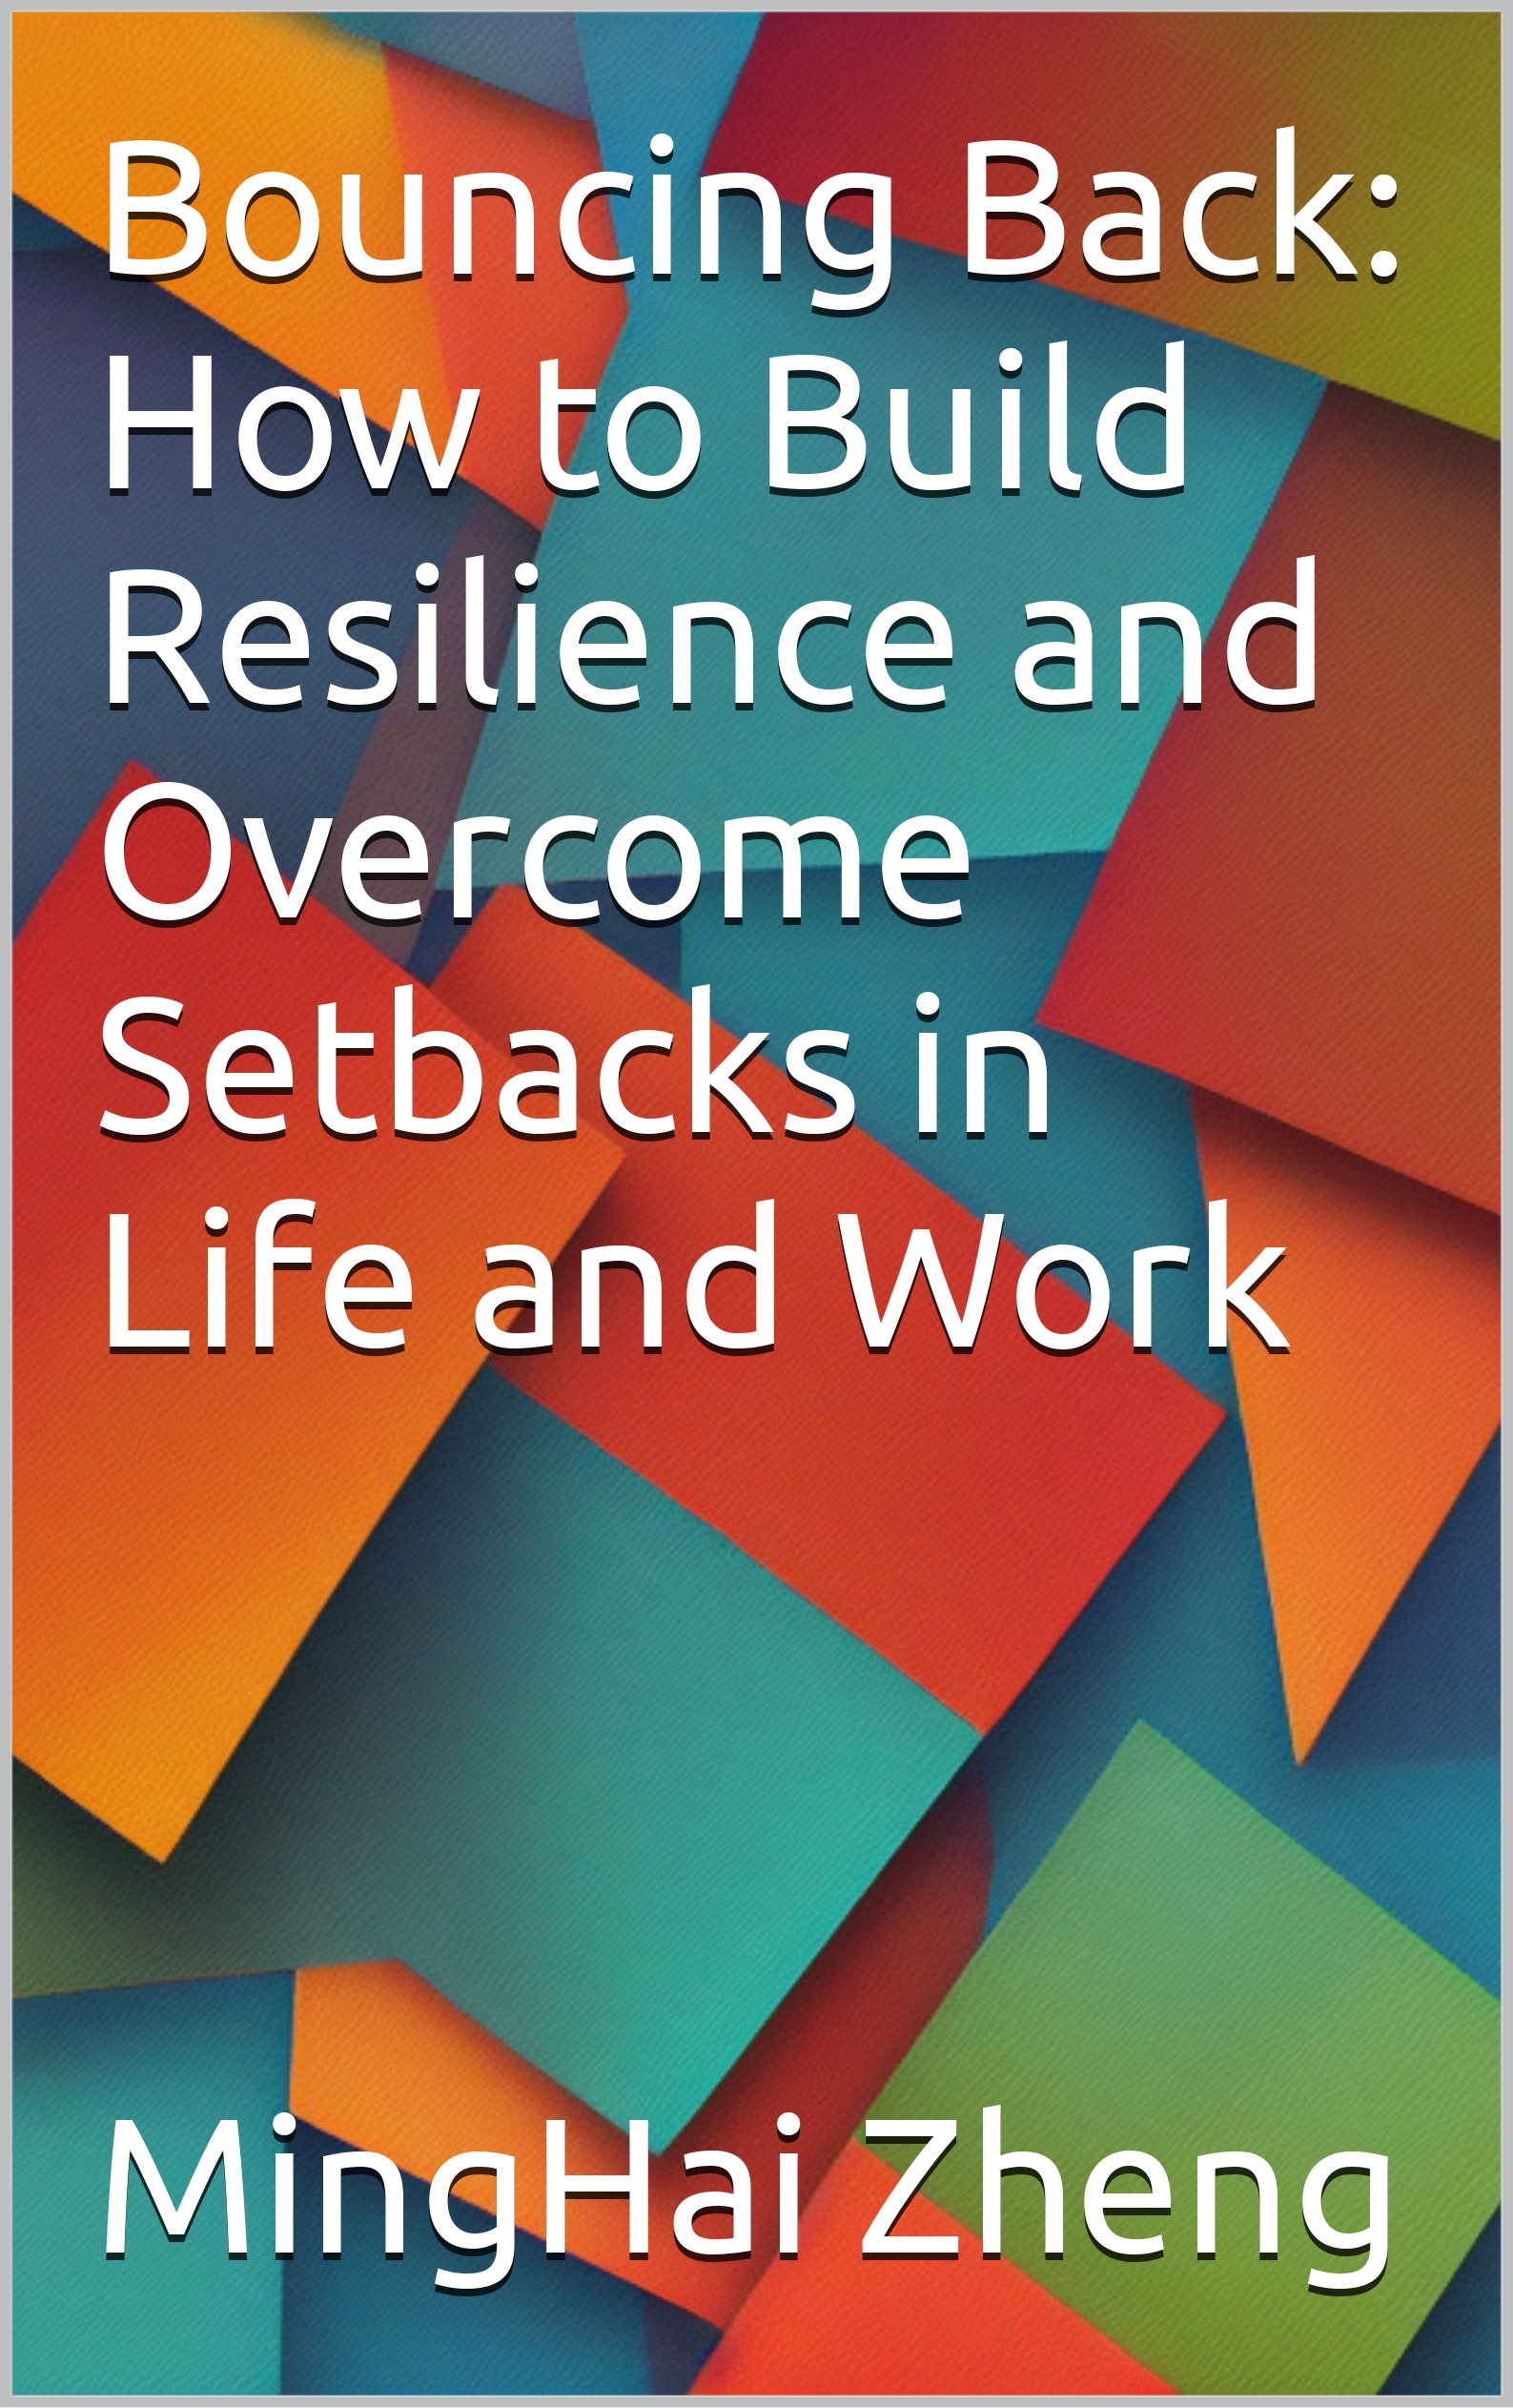 Bouncing Back:
How to Build
Resilience and
Overcome
Setbacks in
Life and Work
MingHai Zheng